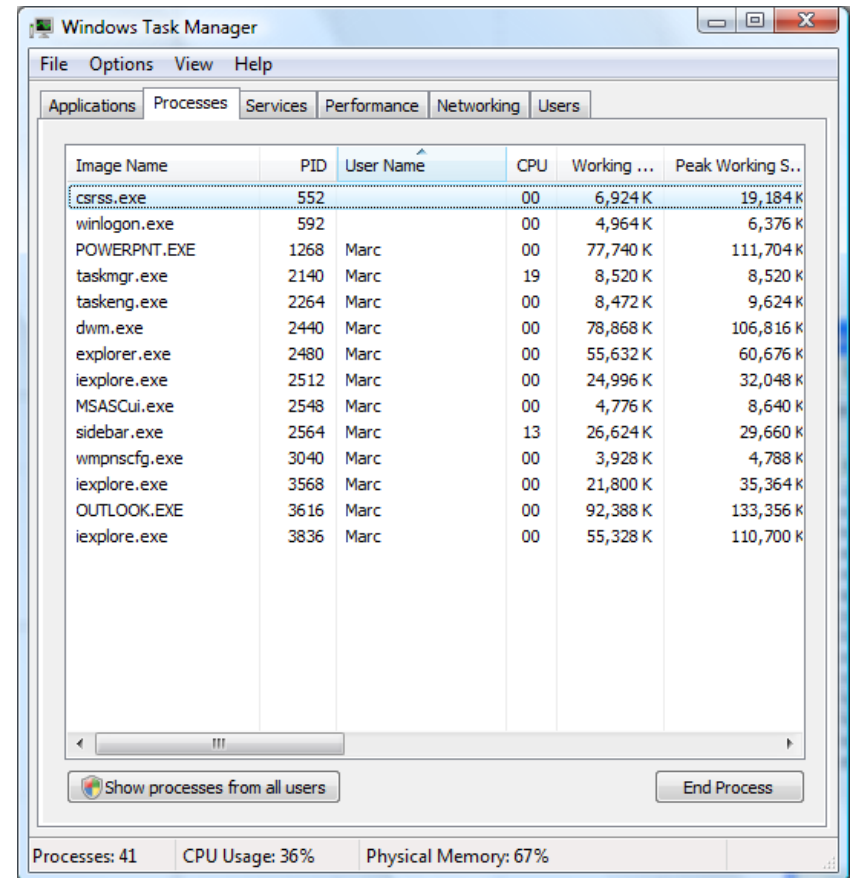 Windows Task Manager
File Options View Help
Applications Processes Services Performance Networking Users
Image Name PID User Name CPU Working ... Peak Working S..
csrss.exe 552 00 6,924 K 19,184 K
winlogon.exe 592 00 4,964 K 6,376 K
POWERPNT.EXE 1268 Marc 00 77,740 K 111,704 K
taskmgr.exe 2140 Marc 19 8,520 K 8,520 K
taskeng.exe 2264 Marc 00 8,472 K 9,624 K
dwm.exe 2440 Marc 00 78,868 K 106,816 K
explorer.exe 2480 Marc 00 55,632 K 60,676 K
iexplore.exe 2512 Marc 00 24,996 K 32,048 K
MSASCui.exe 2548 Marc 00 4,776 K 8,640 K
sidebar.exe 2564 Marc 13 26,624 K 29,660 K
wmpnscfg.exe 3040 Marc 00 3,928 K 4,788 K
iexplore.exe 3568 Marc 00 21,800 K 35,364 K
OUTLOOK.EXE 3616 Marc 00 92,388 K 133,356 K
iexplore.exe 3836 Marc 00 55,328 K 110,700 K
Show processes from all users End Process
Processes: 41 CPU Usage: 36% Physical Memory: 67%